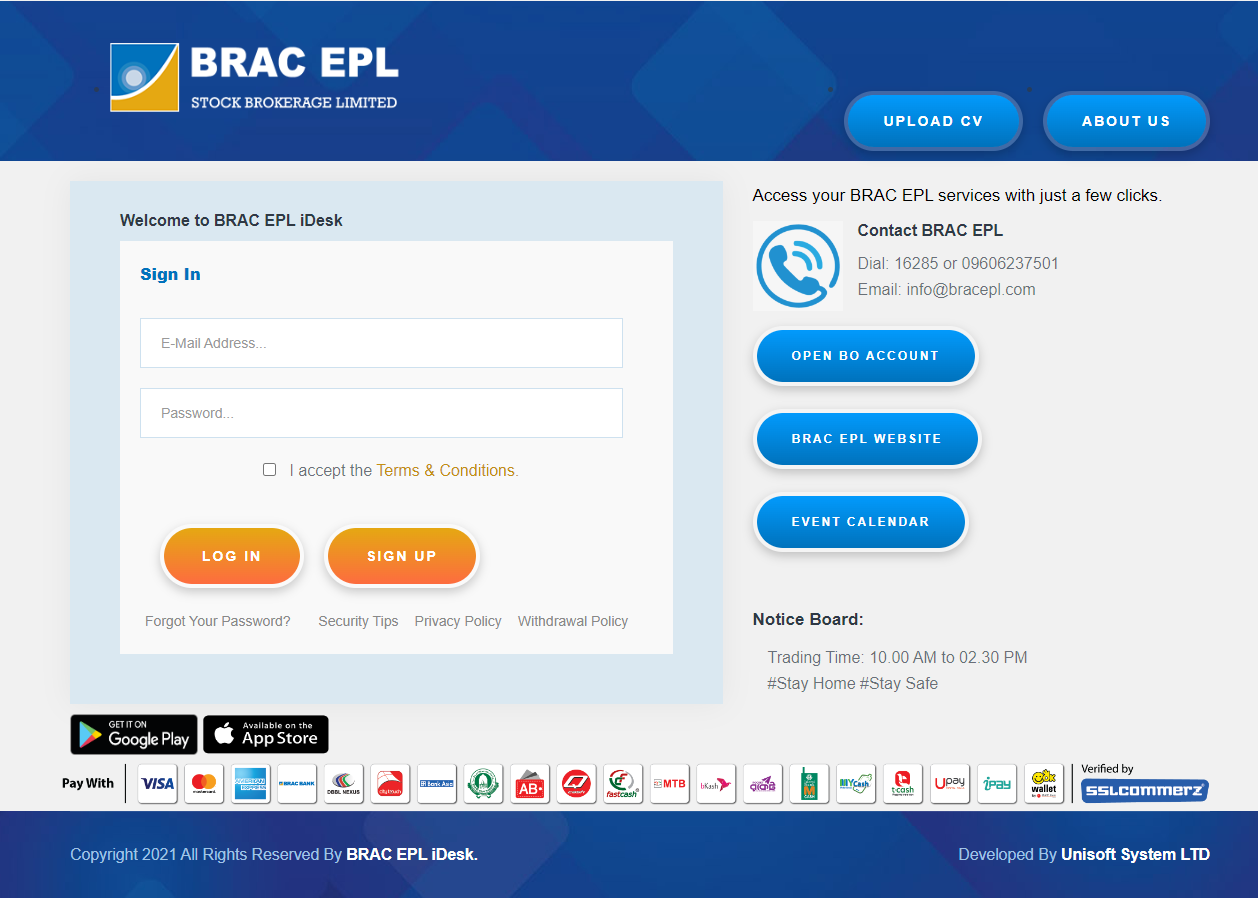 BRAC EPL
STOCK BROKERAGE LIMITED
UPLOAD CV
ABOUT US
Welcome to BRAC EPL iDesk
Sign In
E-Mail Address...
Password...
I accept the Terms & Conditions.
LOG IN
SIGN UP
Forgot Your Password?
Security Tips
Privacy Policy
Withdrawal Policy
Access your BRAC EPL services with just a few clicks.
Contact BRAC EPL
Dial: 16285 or 09606237501
Email: info@bracepl.com
OPEN BO ACCOUNT
BRAC EPL WEBSITE
EVENT CALENDAR
Notice Board:
Trading Time: 10.00 AM to 02.30 PM
#Stay Home #Stay Safe
GET IT ON
Google Play
Available on the
App Store
Pay With
VISA
mastercard
AMERICAN EXPRESS
BRAC BANK
DBBL NEXUS
citytouch
Bank Asia
AB
fastcash
MTB
bKash
MYCash
t-cash
Upay
iPay
wallet
Verified by
SSLCOMMERZ
Copyright 2021 All Rights Reserved By BRAC EPL iDesk.
Developed By Unisoft System LTD